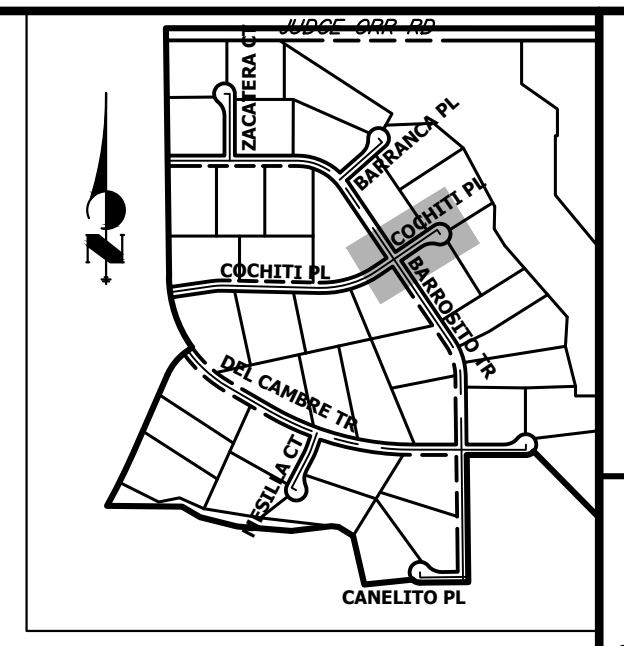 JUDGE ORR RD
ZACATERA CT
BARRANCA PL
COCHITI PL
COCHITI PL
BARROSITO TR
N
DEL CAMBRE TR
MESILLA CT
CANELITO PL